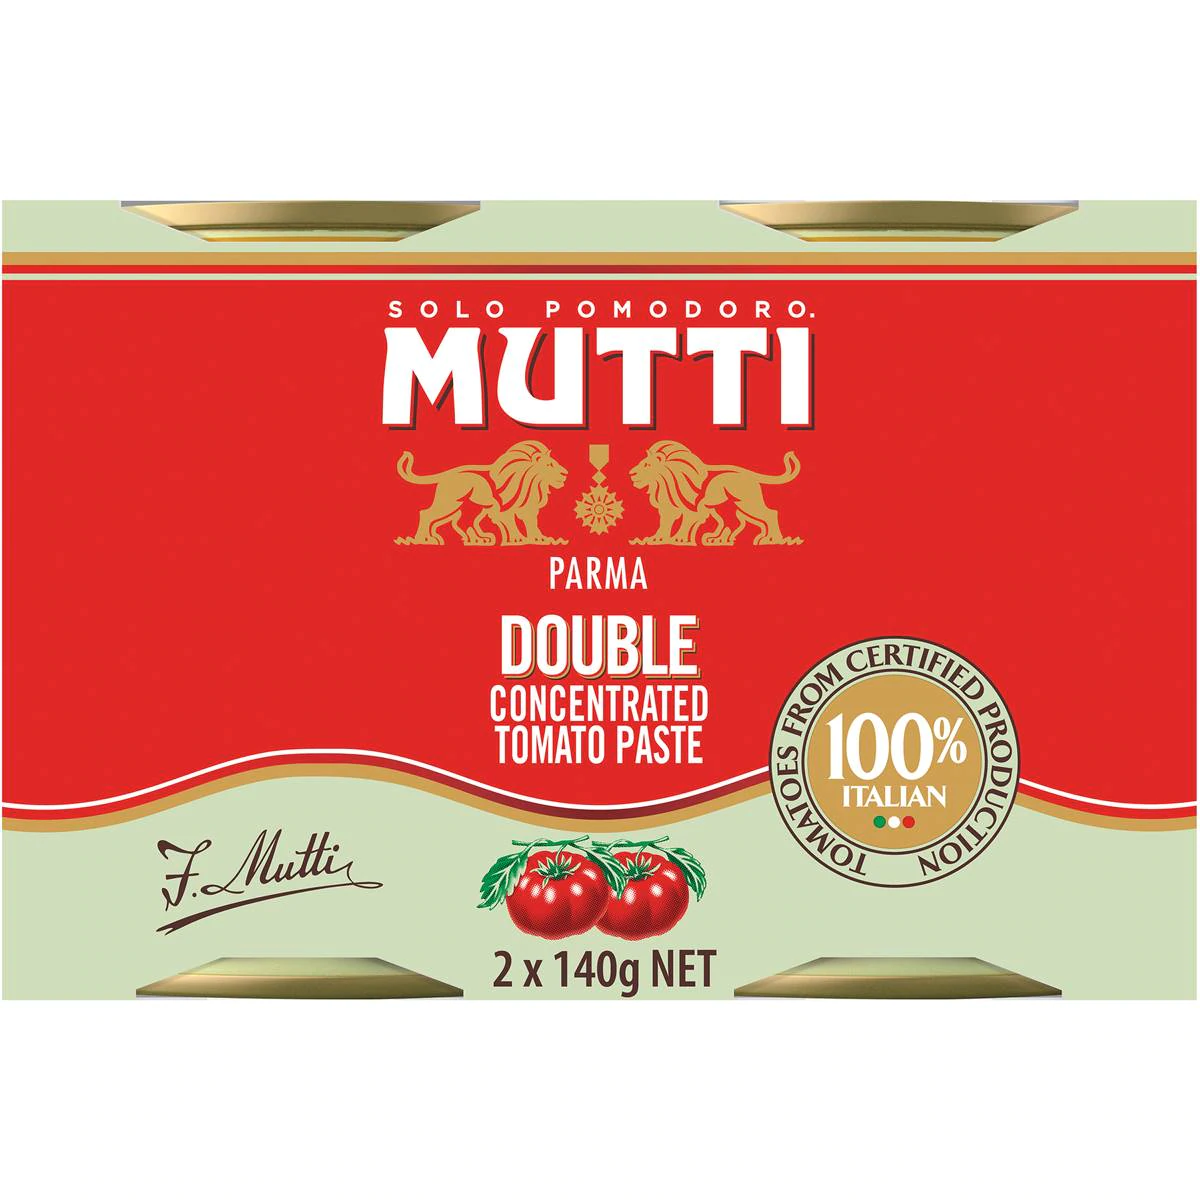 SOLO POMODORO.
MUTTI
PARMA
DOUBLE
CONCENTRATED
TOMATO PASTE
TOMATOES FROM CERTIFIED PRODUCTION
100%
ITALIAN
F. Mutti
2 x 140g NET